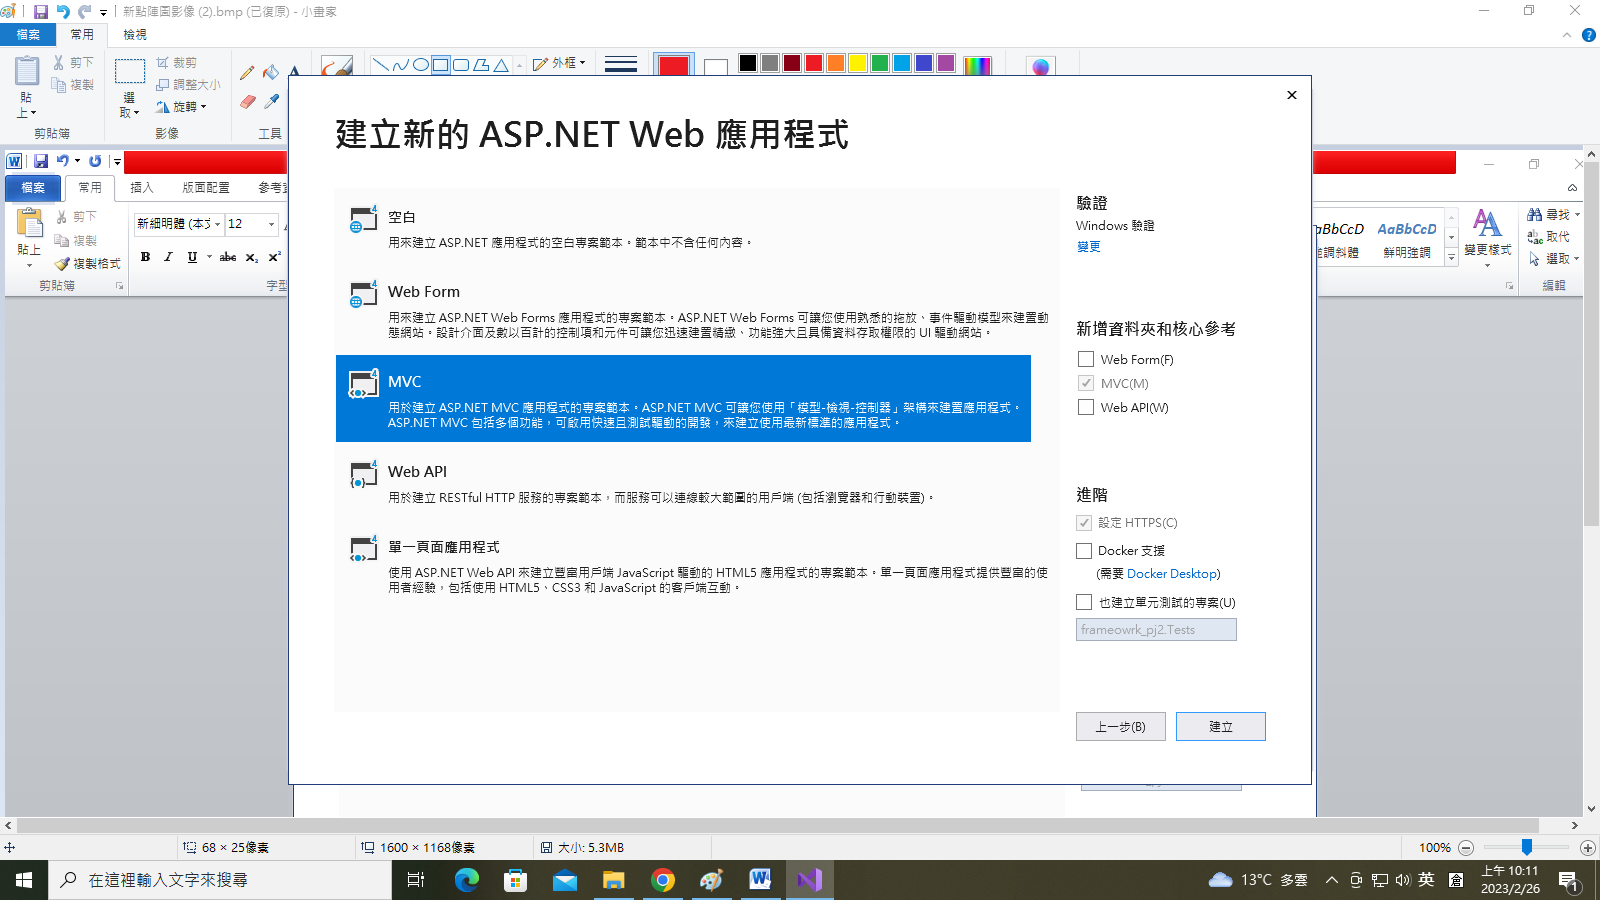 新點陣圖影像 (2).bmp (已復原) - 小畫家
檔案 常用 檢視
貼上
剪下
複製
剪貼簿
選取
裁剪
調整大小
旋轉
影像
A
工具
外框
檔案 常用 插入 版面配置
貼上
剪下
複製
複製格式
剪貼簿
新細明體 (本文 12
B I U abc x₂ x²
字型
建立新的 ASP.NET Web 應用程式
空白
用來建立 ASP.NET 應用程式的空白專案範本。範本中不含任何內容。
Web Form
用來建立 ASP.NET Web Forms 應用程式的專案範本。ASP.NET Web Forms 可讓您使用熟悉的拖放、事件驅動模型來建置動
態網站。設計介面及數以百計的控制項和元件可讓您迅速建置精緻、功能強大且具備資料存取權限的 UI 驅動網站。
MVC
用於建立 ASP.NET MVC 應用程式的專案範本。ASP.NET MVC 可讓您使用「模型-檢視-控制器」架構來建置應用程式。
ASP.NET MVC 包括多個功能，可啟用快速且測試驅動的開發，來建立使用最新標準的應用程式。
Web API
用於建立 RESTful HTTP 服務的專案範本，而服務可以連線較大範圍的用戶端 (包括瀏覽器和行動裝置)。
單一頁面應用程式
使用 ASP.NET Web API 來建立豐富用戶端 JavaScript 驅動的 HTML5 應用程式的專案範本。單一頁面應用程式提供豐富的使
用者經驗，包括使用 HTML5、CSS3 和 JavaScript 的客戶端互動。
驗證
Windows 驗證
變更
新增資料夾和核心參考
Web Form(F)
MVC(M)
Web API(W)
進階
設定 HTTPS(C)
Docker 支援
(需要 Docker Desktop)
也建立單元測試的專案(U)
frameowrk_pj2.Tests
上一步(B) 建立
AaBbCcD
鮮明強調
變更樣式
尋找
取代
選取
編輯
68 × 25像素 1600 × 1168像素 大小: 5.3MB 100%
在這裡輸入文字來搜尋
13°C 多雲
英
倉
上午 10:11
2023/2/26
1